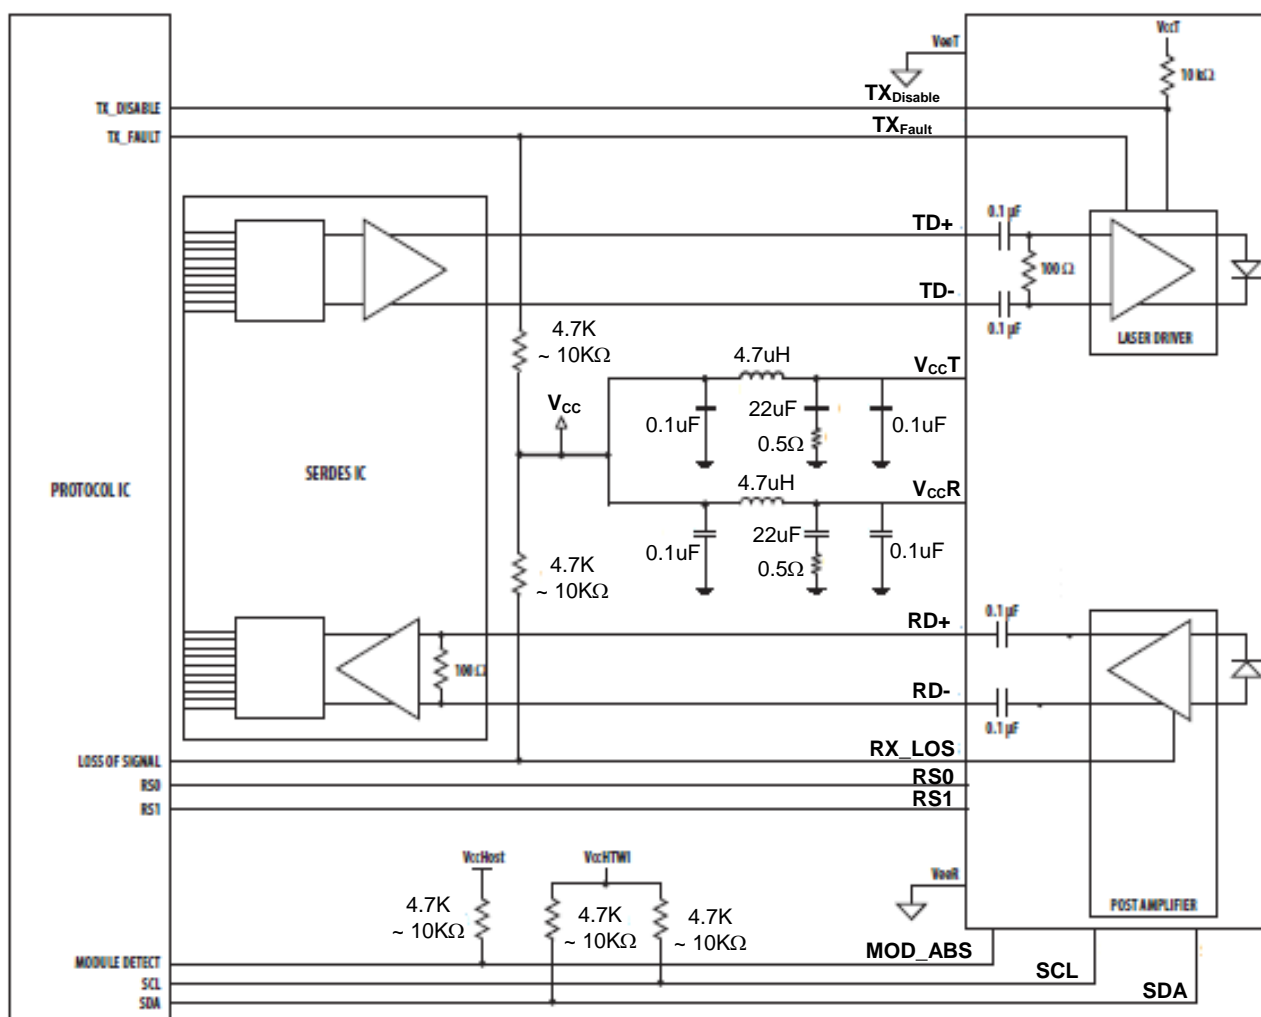 VccT
VeeT
10 kΩ
TX_DISABLE
TXDisable
TX_FAULT
TXFault
TD+
0.1 µF
100 Ω
TD-
0.1 µF
LASER DRIVER
4.7K
~ 10KΩ
4.7uH
VCCT
VCC
0.1uF
22uF
0.5Ω
0.1uF
SERDES IC
PROTOCOL IC
4.7uH
VCCR
0.1uF
22uF
0.5Ω
0.1uF
4.7K
~ 10KΩ
RD+
0.1 µF
100 Ω
RD-
0.1 µF
LOSS OF SIGNAL
RX_LOS
RS0
RS0
RS1
RS1
VccHost
VccHTWI
VeeR
4.7K
~ 10KΩ
4.7K
~ 10KΩ
4.7K
~ 10KΩ
POST AMPLIFIER
MODULE DETECT
MOD_ABS
SCL
SCL
SDA
SDA